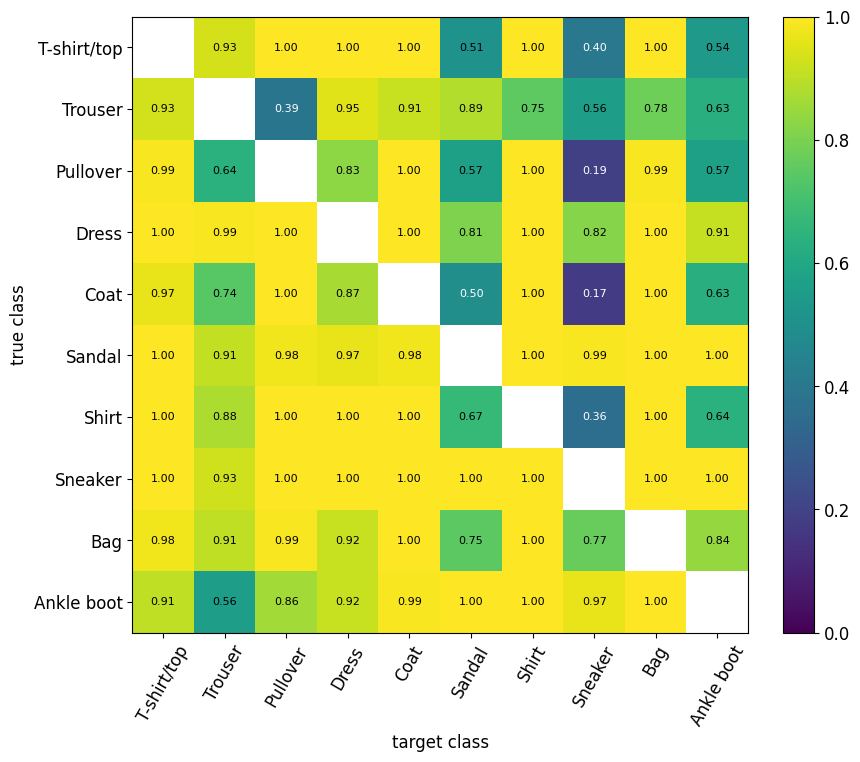 T-shirt/top 0.93 1.00 1.00 1.00 0.51 1.00 0.40 1.00 0.54
Trouser 0.93 0.39 0.95 0.91 0.89 0.75 0.56 0.78 0.63
Pullover 0.99 0.64 0.83 1.00 0.57 1.00 0.19 0.99 0.57
Dress 1.00 0.99 1.00 1.00 0.81 1.00 0.82 1.00 0.91
Coat 0.97 0.74 1.00 0.87 0.50 1.00 0.17 1.00 0.63
Sandal 1.00 0.91 0.98 0.97 0.98 1.00 0.99 1.00 1.00
Shirt 1.00 0.88 1.00 1.00 1.00 0.67 0.36 1.00 0.64
Sneaker 1.00 0.93 1.00 1.00 1.00 1.00 1.00 1.00 1.00
Bag 0.98 0.91 0.99 0.92 1.00 0.75 1.00 0.77 0.84
Ankle boot 0.91 0.56 0.86 0.92 0.99 1.00 1.00 0.97 1.00
T-shirt/top Trouser Pullover Dress Coat Sandal Shirt Sneaker Bag Ankle boot
target class
true class
1.0
0.8
0.6
0.4
0.2
0.0